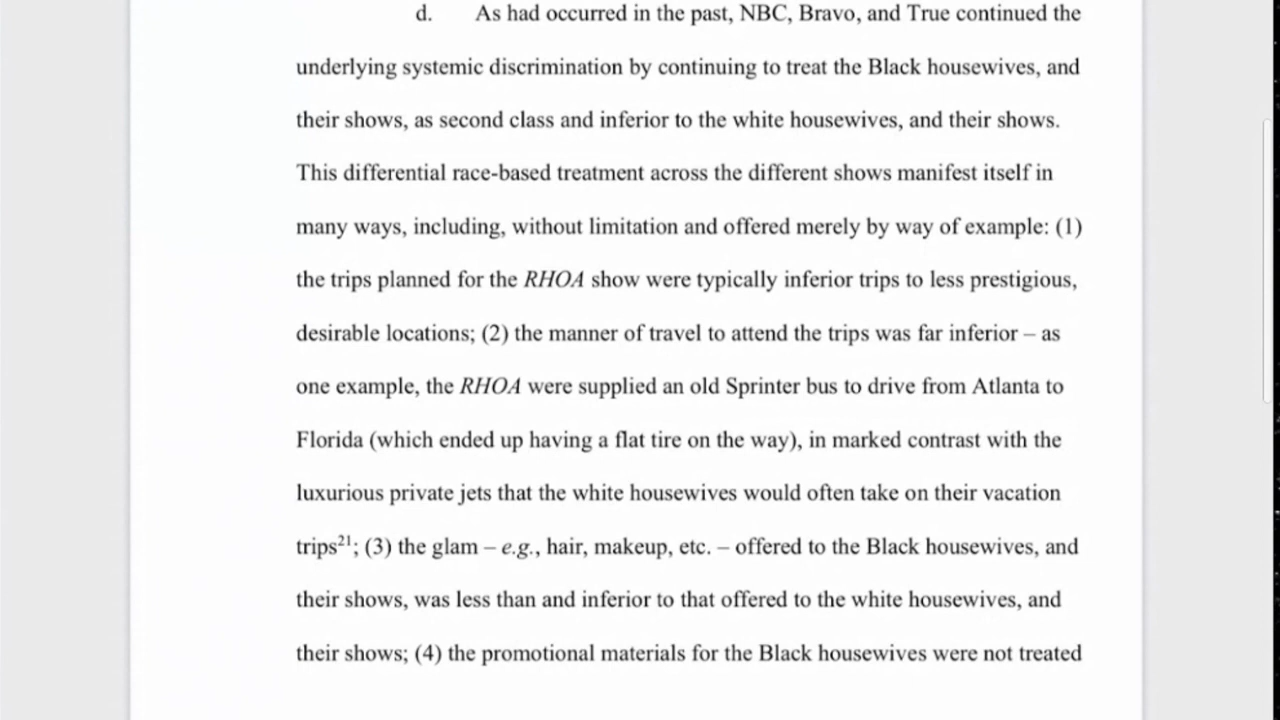 d. As had occurred in the past, NBC, Bravo, and True continued the
underlying systemic discrimination by continuing to treat the Black housewives, and
their shows, as second class and inferior to the white housewives, and their shows.
This differential race-based treatment across the different shows manifest itself in
many ways, including, without limitation and offered merely by way of example: (1)
the trips planned for the RHOA show were typically inferior trips to less prestigious,
desirable locations; (2) the manner of travel to attend the trips was far inferior – as
one example, the RHOA were supplied an old Sprinter bus to drive from Atlanta to
Florida (which ended up having a flat tire on the way), in marked contrast with the
luxurious private jets that the white housewives would often take on their vacation
trips²¹; (3) the glam – e.g., hair, makeup, etc. – offered to the Black housewives, and
their shows, was less than and inferior to that offered to the white housewives, and
their shows; (4) the promotional materials for the Black housewives were not treated